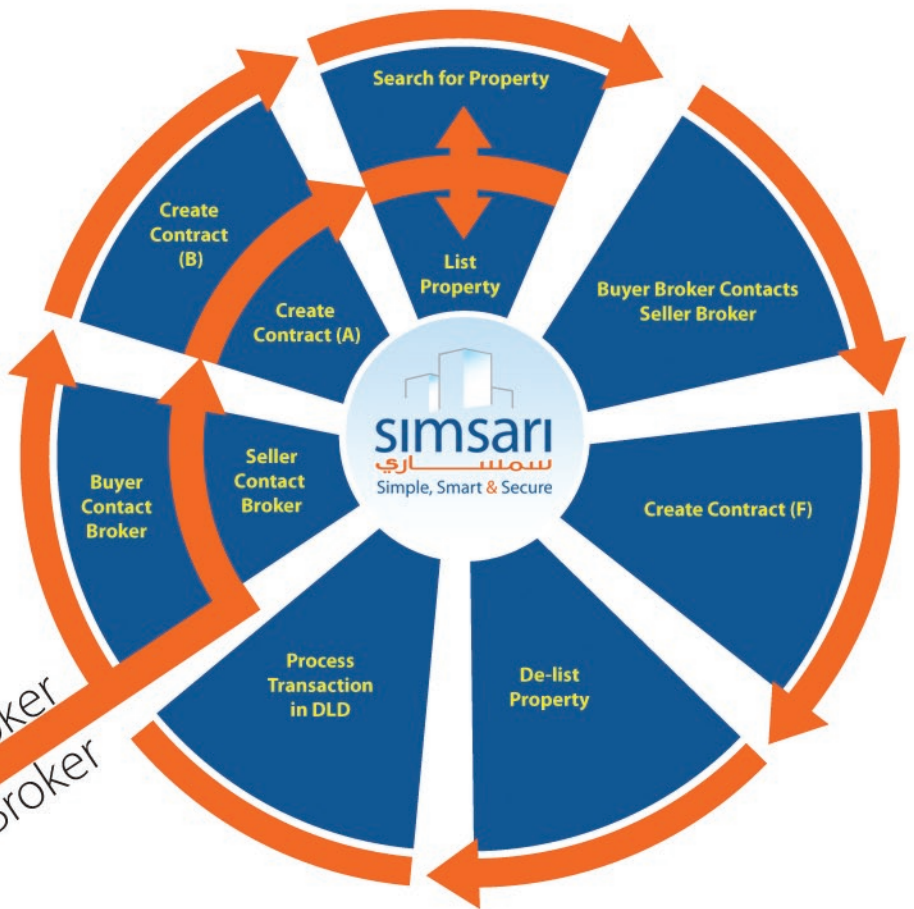 Search for Property
List
Property
Create
Contract
(B)
Create
Contract (A)
Buyer Broker Contacts
Seller Broker
Create Contract (F)
De-list
Property
Process
Transaction
in DLD
Buyer
Contact
Broker
Seller
Contact
Broker
simsari
سمساري
Simple, Smart & Secure
Broker